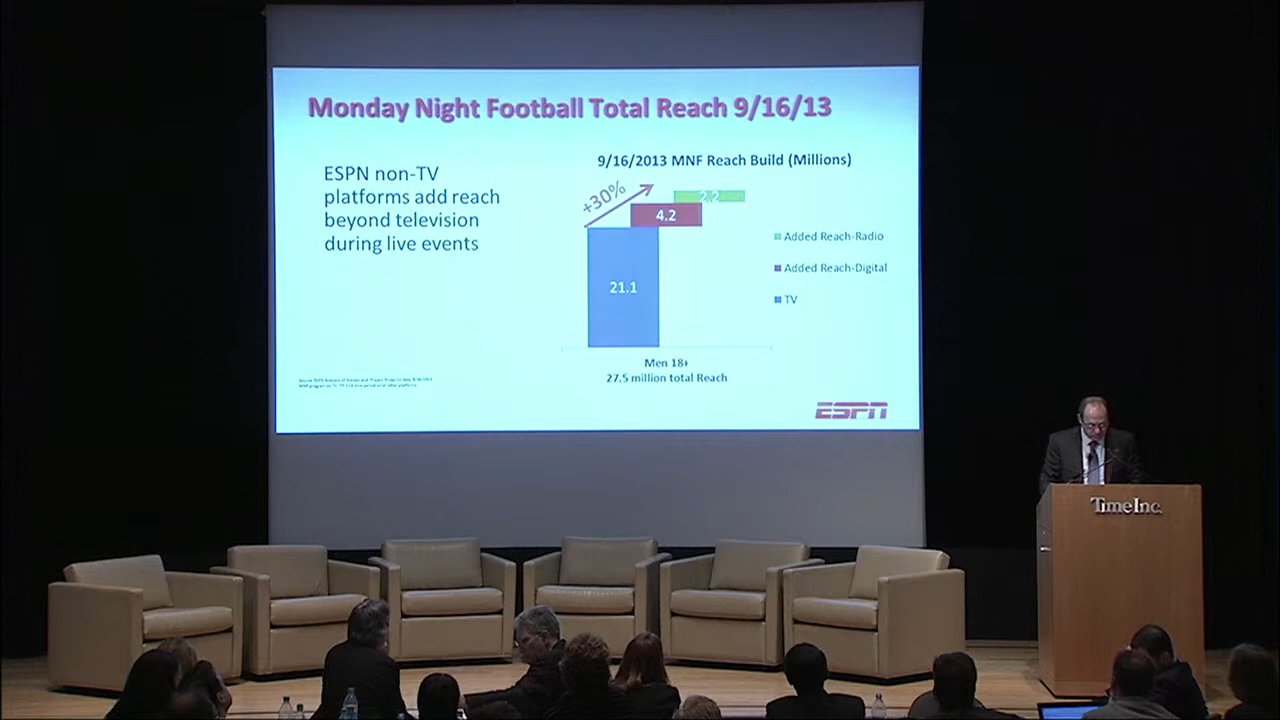 Monday Night Football Total Reach 9/16/13
ESPN non-TV
platforms add reach
beyond television
during live events
9/16/2013 MNF Reach Build (Millions)
+30%
2.2
4.2
21.1
Added Reach-Radio
Added Reach-Digital
TV
Men 18+
27.5 million total Reach
ESPN
Time Inc.